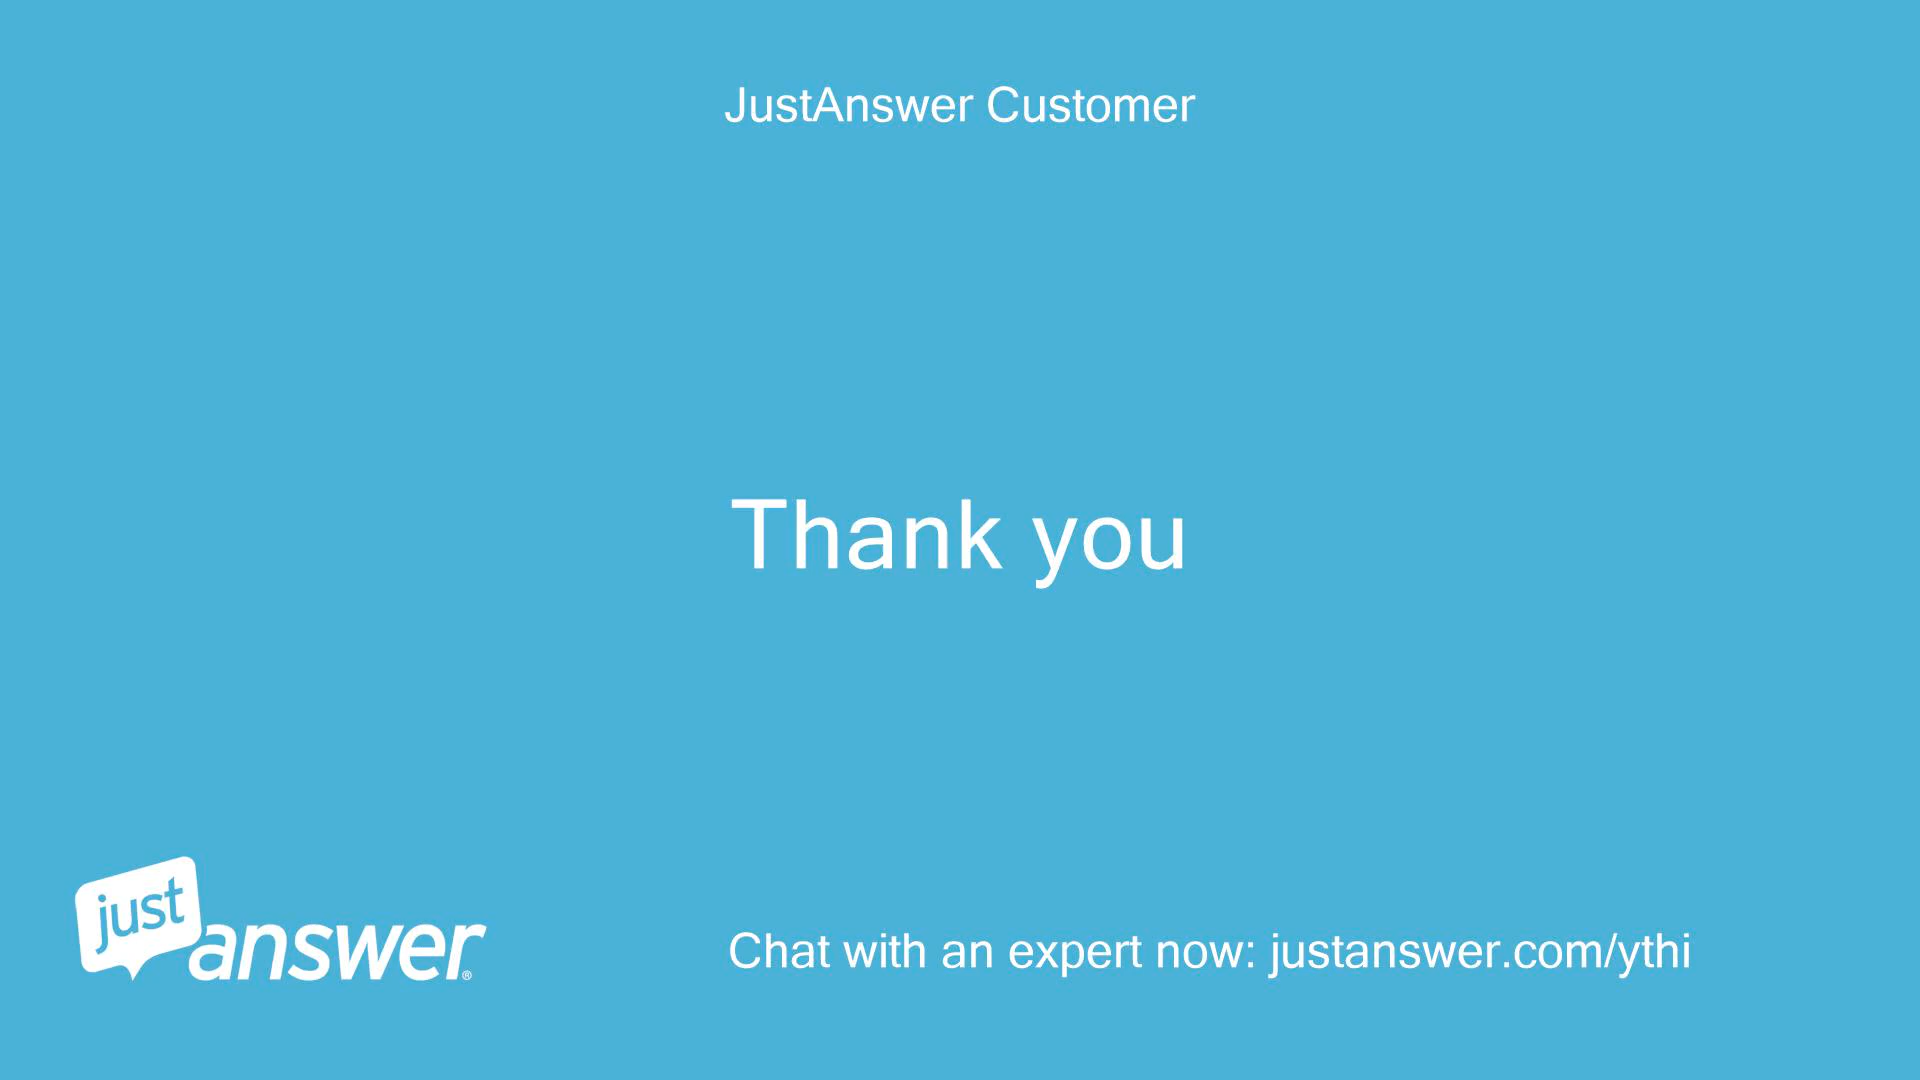 JustAnswer Customer
Thank you
just
answer®
Chat with an expert now: justanswer.com/ythi